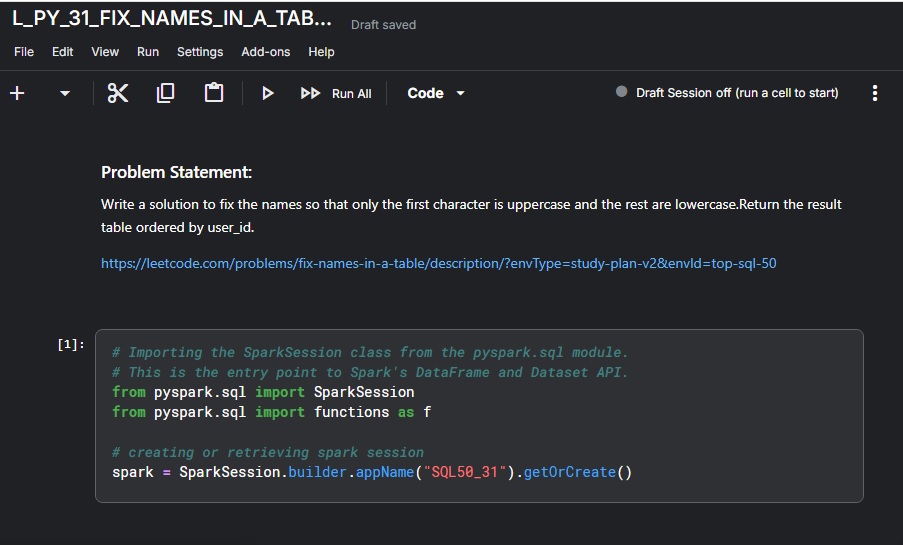 L_PY_31_FIX_NAMES_IN_A_TAB... Draft saved
File Edit View Run Settings Add-ons Help
Run All Code Draft Session off (run a cell to start)
Problem Statement:
Write a solution to fix the names so that only the first character is uppercase and the rest are lowercase.Return the result
table ordered by user_id.
https://leetcode.com/problems/fix-names-in-a-table/description/?envType=study-plan-v2&envId=top-sql-50
[1]:
# Importing the SparkSession class from the pyspark.sql module.
# This is the entry point to Spark's DataFrame and Dataset API.
from pyspark.sql import SparkSession
from pyspark.sql import functions as f
# creating or retrieving spark session
spark = SparkSession.builder.appName("SQL50_31").getOrCreate()